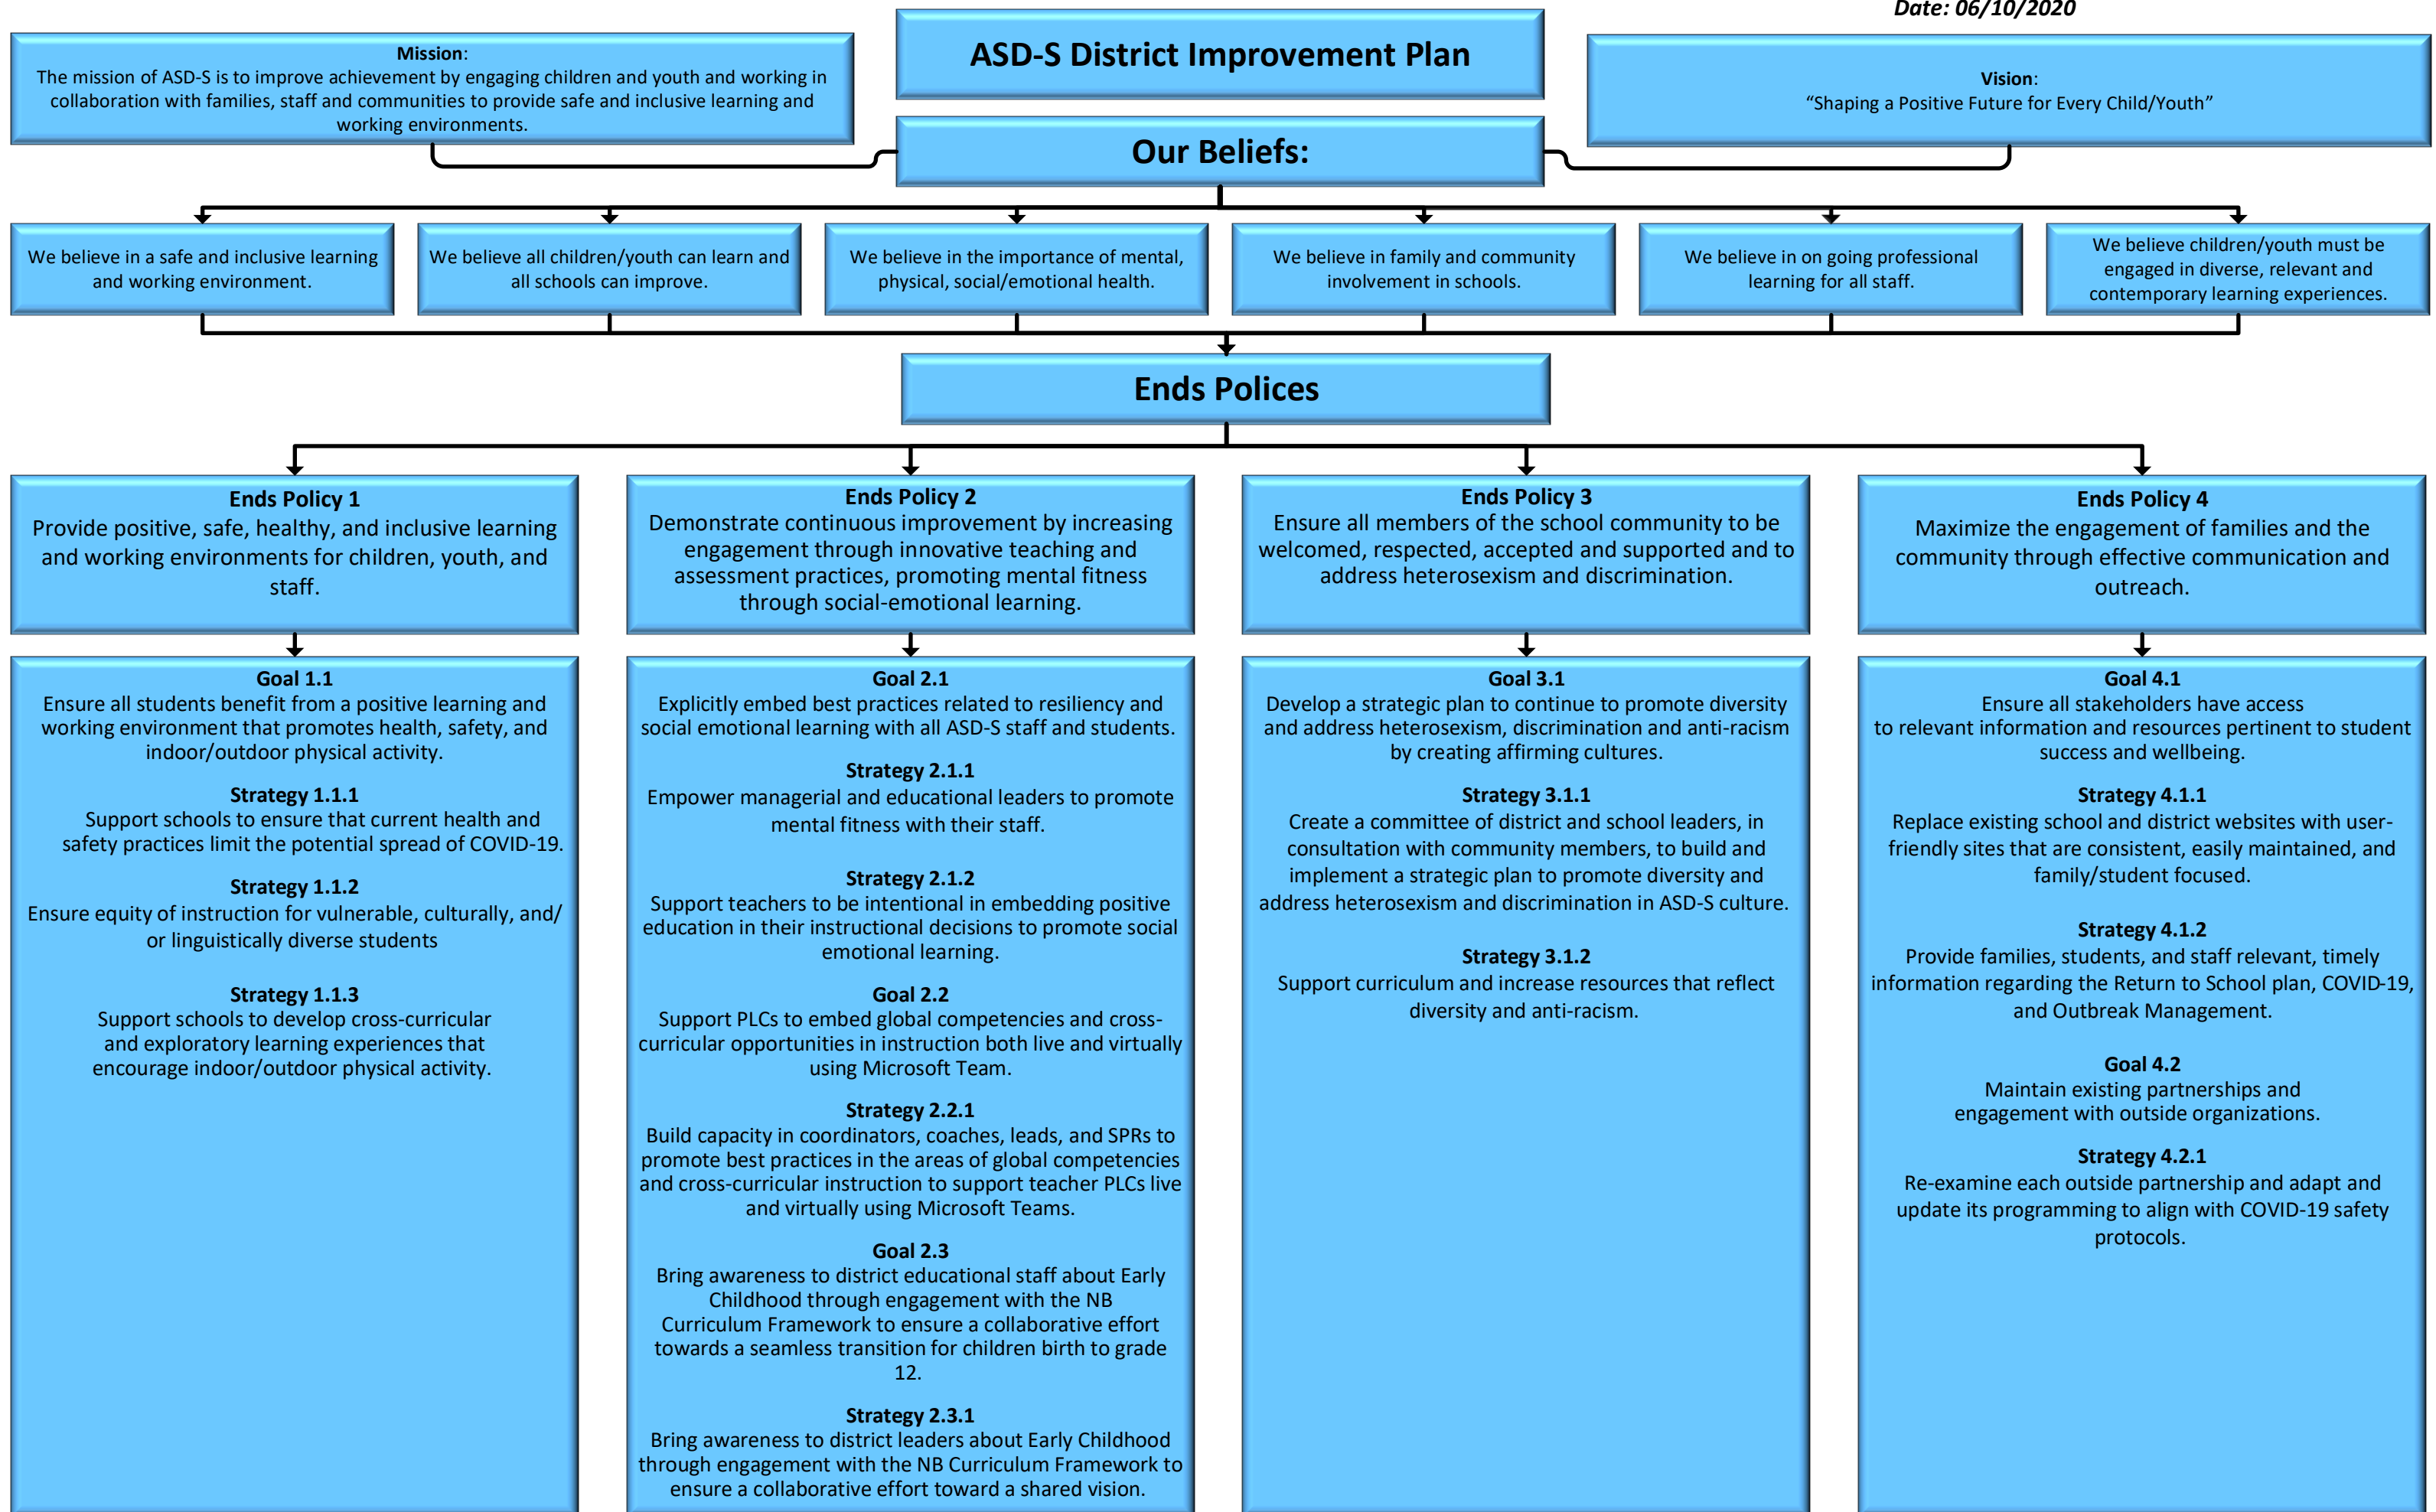 Date: 06/10/2020
ASD-S District Improvement Plan
Mission:
The mission of ASD-S is to improve achievement by engaging children and youth and working in
collaboration with families, staff and communities to provide safe and inclusive learning and
working environments.
Vision:
“Shaping a Positive Future for Every Child/Youth”
Our Beliefs:
We believe in a safe and inclusive learning
and working environment.
We believe all children/youth can learn and
all schools can improve.
We believe in the importance of mental,
physical, social/emotional health.
We believe in family and community
involvement in schools.
We believe in on going professional
learning for all staff.
We believe children/youth must be
engaged in diverse, relevant and
contemporary learning experiences.
Ends Polices
Ends Policy 1
Provide positive, safe, healthy, and inclusive learning
and working environments for children, youth, and
staff.
Ends Policy 2
Demonstrate continuous improvement by increasing
engagement through innovative teaching and
assessment practices, promoting mental fitness
through social-emotional learning.
Ends Policy 3
Ensure all members of the school community to be
welcomed, respected, accepted and supported and to
address heterosexism and discrimination.
Ends Policy 4
Maximize the engagement of families and the
community through effective communication and
outreach.
Goal 1.1
Ensure all students benefit from a positive learning and
working environment that promotes health, safety, and
indoor/outdoor physical activity.
Strategy 1.1.1
Support schools to ensure that current health and
safety practices limit the potential spread of COVID-19.
Strategy 1.1.2
Ensure equity of instruction for vulnerable, culturally, and/
or linguistically diverse students
Strategy 1.1.3
Support schools to develop cross-curricular
and exploratory learning experiences that
encourage indoor/outdoor physical activity.
Goal 2.1
Explicitly embed best practices related to resiliency and
social emotional learning with all ASD-S staff and students.
Strategy 2.1.1
Empower managerial and educational leaders to promote
mental fitness with their staff.
Strategy 2.1.2
Support teachers to be intentional in embedding positive
education in their instructional decisions to promote social
emotional learning.
Goal 2.2
Support PLCs to embed global competencies and cross-
curricular opportunities in instruction both live and virtually
using Microsoft Team.
Strategy 2.2.1
Build capacity in coordinators, coaches, leads, and SPRs to
promote best practices in the areas of global competencies
and cross-curricular instruction to support teacher PLCs live
and virtually using Microsoft Teams.
Goal 2.3
Bring awareness to district educational staff about Early
Childhood through engagement with the NB
Curriculum Framework to ensure a collaborative effort
towards a seamless transition for children birth to grade
12.
Strategy 2.3.1
Bring awareness to district leaders about Early Childhood
through engagement with the NB Curriculum Framework to
ensure a collaborative effort toward a shared vision.
Goal 3.1
Develop a strategic plan to continue to promote diversity
and address heterosexism, discrimination and anti-racism
by creating affirming cultures.
Strategy 3.1.1
Create a committee of district and school leaders, in
consultation with community members, to build and
implement a strategic plan to promote diversity and
address heterosexism and discrimination in ASD-S culture.
Strategy 3.1.2
Support curriculum and increase resources that reflect
diversity and anti-racism.
Goal 4.1
Ensure all stakeholders have access
to relevant information and resources pertinent to student
success and wellbeing.
Strategy 4.1.1
Replace existing school and district websites with user-
friendly sites that are consistent, easily maintained, and
family/student focused.
Strategy 4.1.2
Provide families, students, and staff relevant, timely
information regarding the Return to School plan, COVID-19,
and Outbreak Management.
Goal 4.2
Maintain existing partnerships and
engagement with outside organizations.
Strategy 4.2.1
Re-examine each outside partnership and adapt and
update its programming to align with COVID-19 safety
protocols.